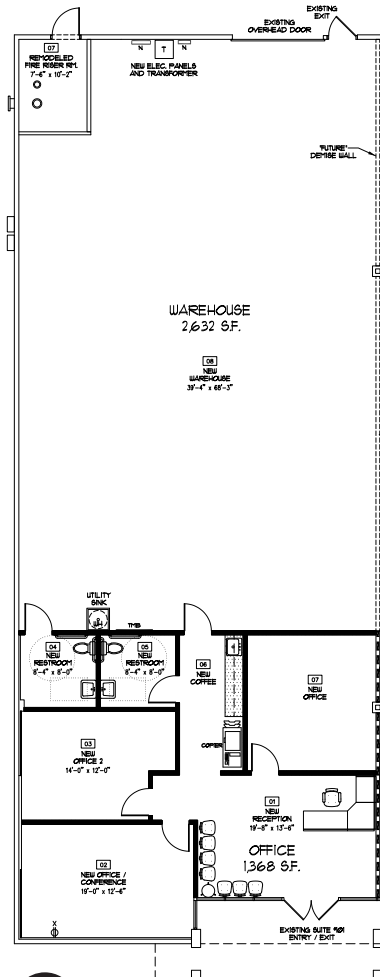 EXISTING
EXIT
EXISTING
OVERHEAD DOOR
07
REMODELED
FIRE RISER RM.
7'-6" x 10'-2"
N
T
N
NEW ELEC. PANELS
AND TRANSFORMER
"FUTURE"
DEMISE WALL
WAREHOUSE
2,632 S.F.
08
NEW
WAREHOUSE
39'-4" x 68'-3"
UTILITY
SINK
TMB
04
NEW
RESTROOM
8'-4" x 8'-0"
05
NEW
RESTROOM
8'-4" x 8'-0"
06
NEW
COFFEE
07
NEW
OFFICE
03
NEW
OFFICE 2
14'-0" x 12'-0"
COPIER
01
NEW
RECEPTION
19'-8" x 13'-6"
OFFICE
1,368 S.F.
02
NEW OFFICE /
CONFERENCE
19'-0" x 12'-6"
X
EXISTING SUITE #101
ENTRY / EXIT